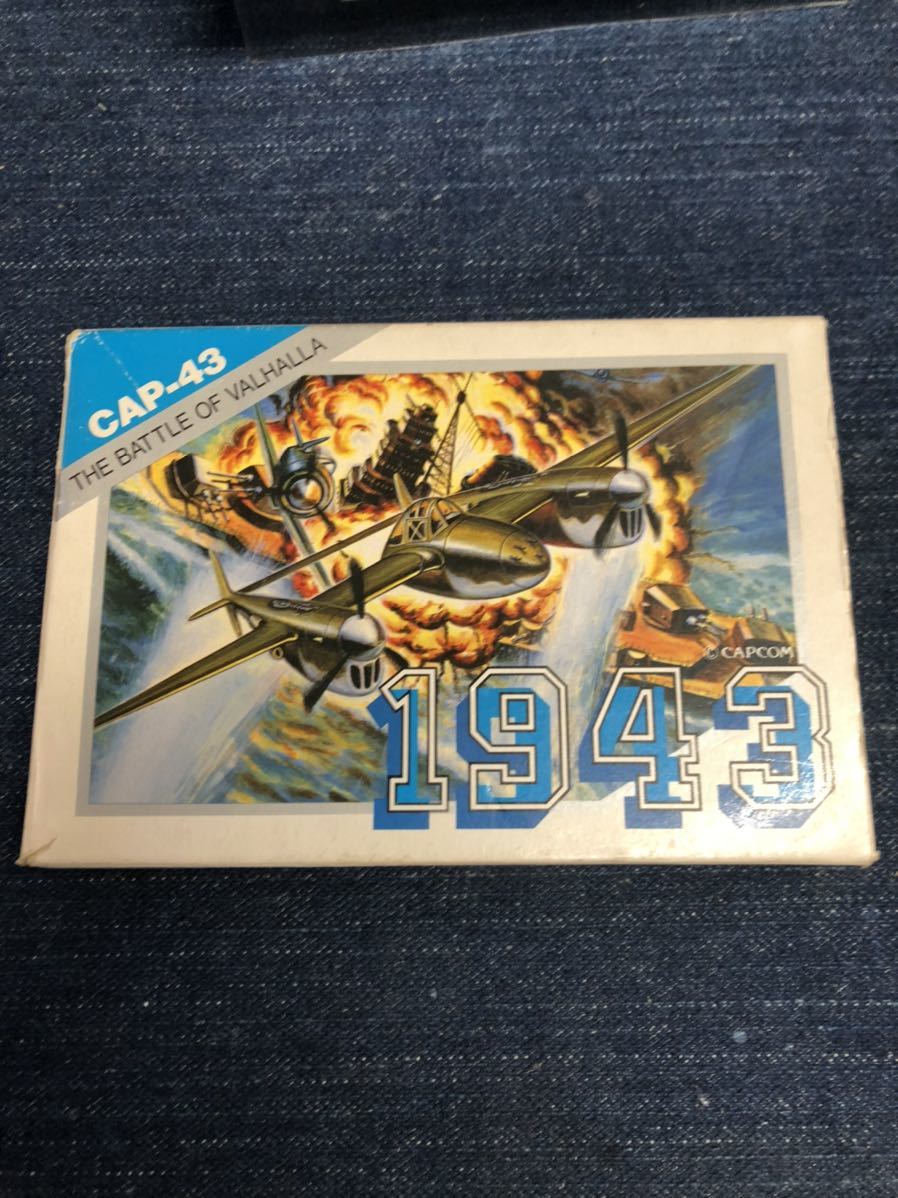 CAP-43
THE BATTLE OF VALHALLA
© CAPCOM
1943